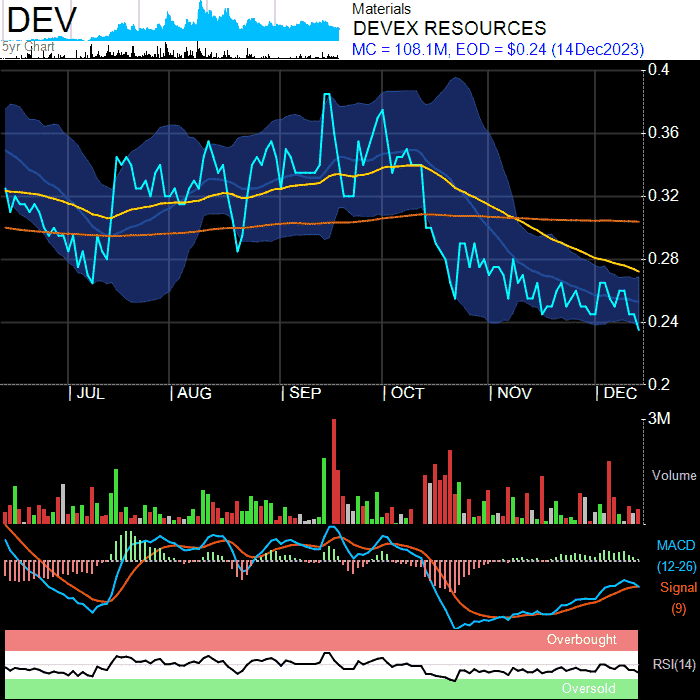 DEV
5yr Chart
Materials
DEVEX RESOURCES
MC = 108.1M, EOD = $0.24 (14Dec2023)
0.4
0.36
0.32
0.28
0.24
0.2
| JUL | AUG | SEP | OCT | NOV | DEC
3M
Volume
MACD
(12-26)
Signal
(9)
Overbought
RSI(14)
Oversold